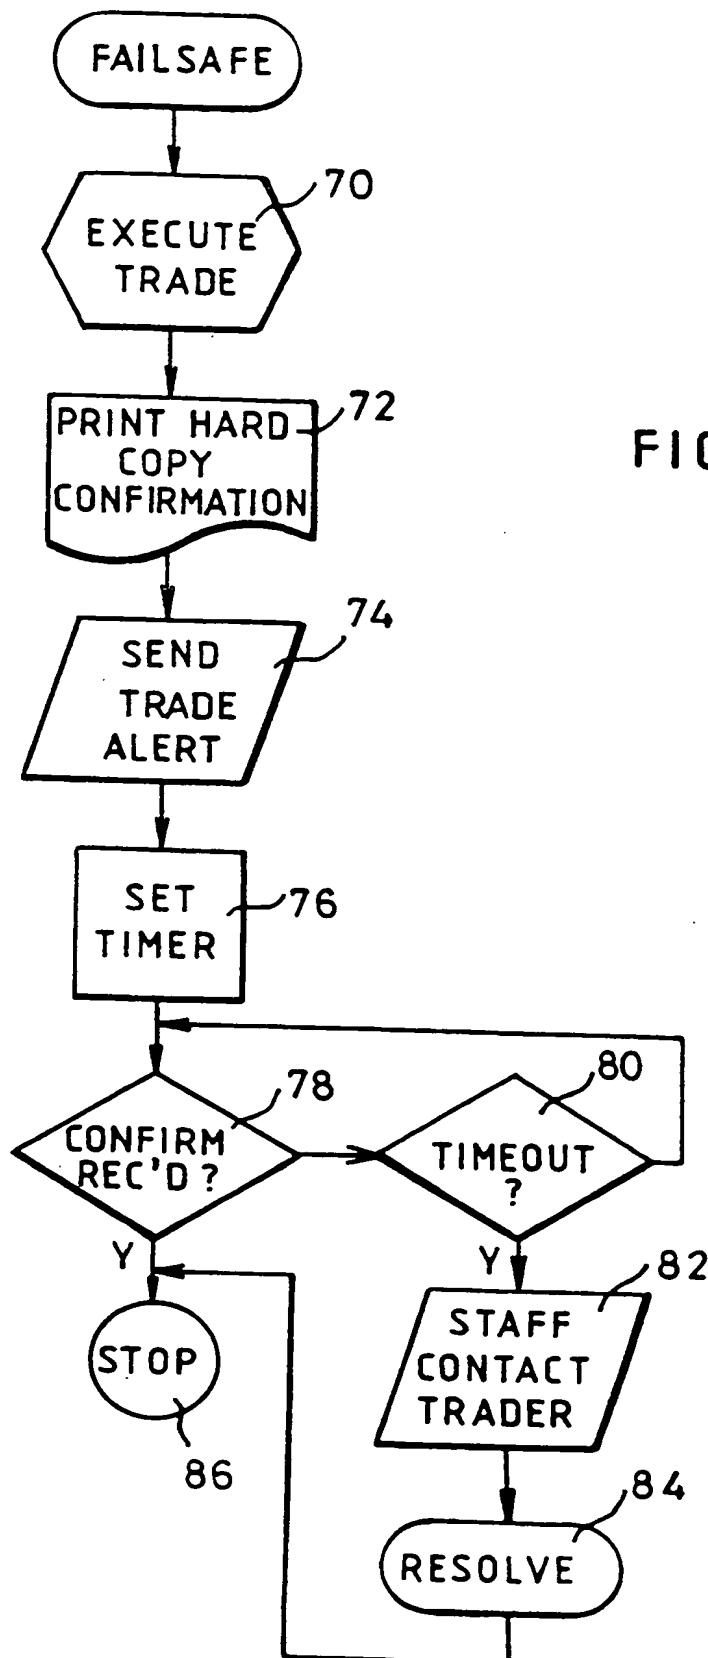 FAILSAFE
70
EXECUTE
TRADE
72
PRINT HARD
COPY
CONFIRMATION
FIG
74
SEND
TRADE
ALERT
SET
TIMER
76
78
CONFIRM
REC'D ?
80
TIMEOUT
?
Y
Y
82
STAFF
CONTACT
TRADER
STOP
86
84
RESOLVE